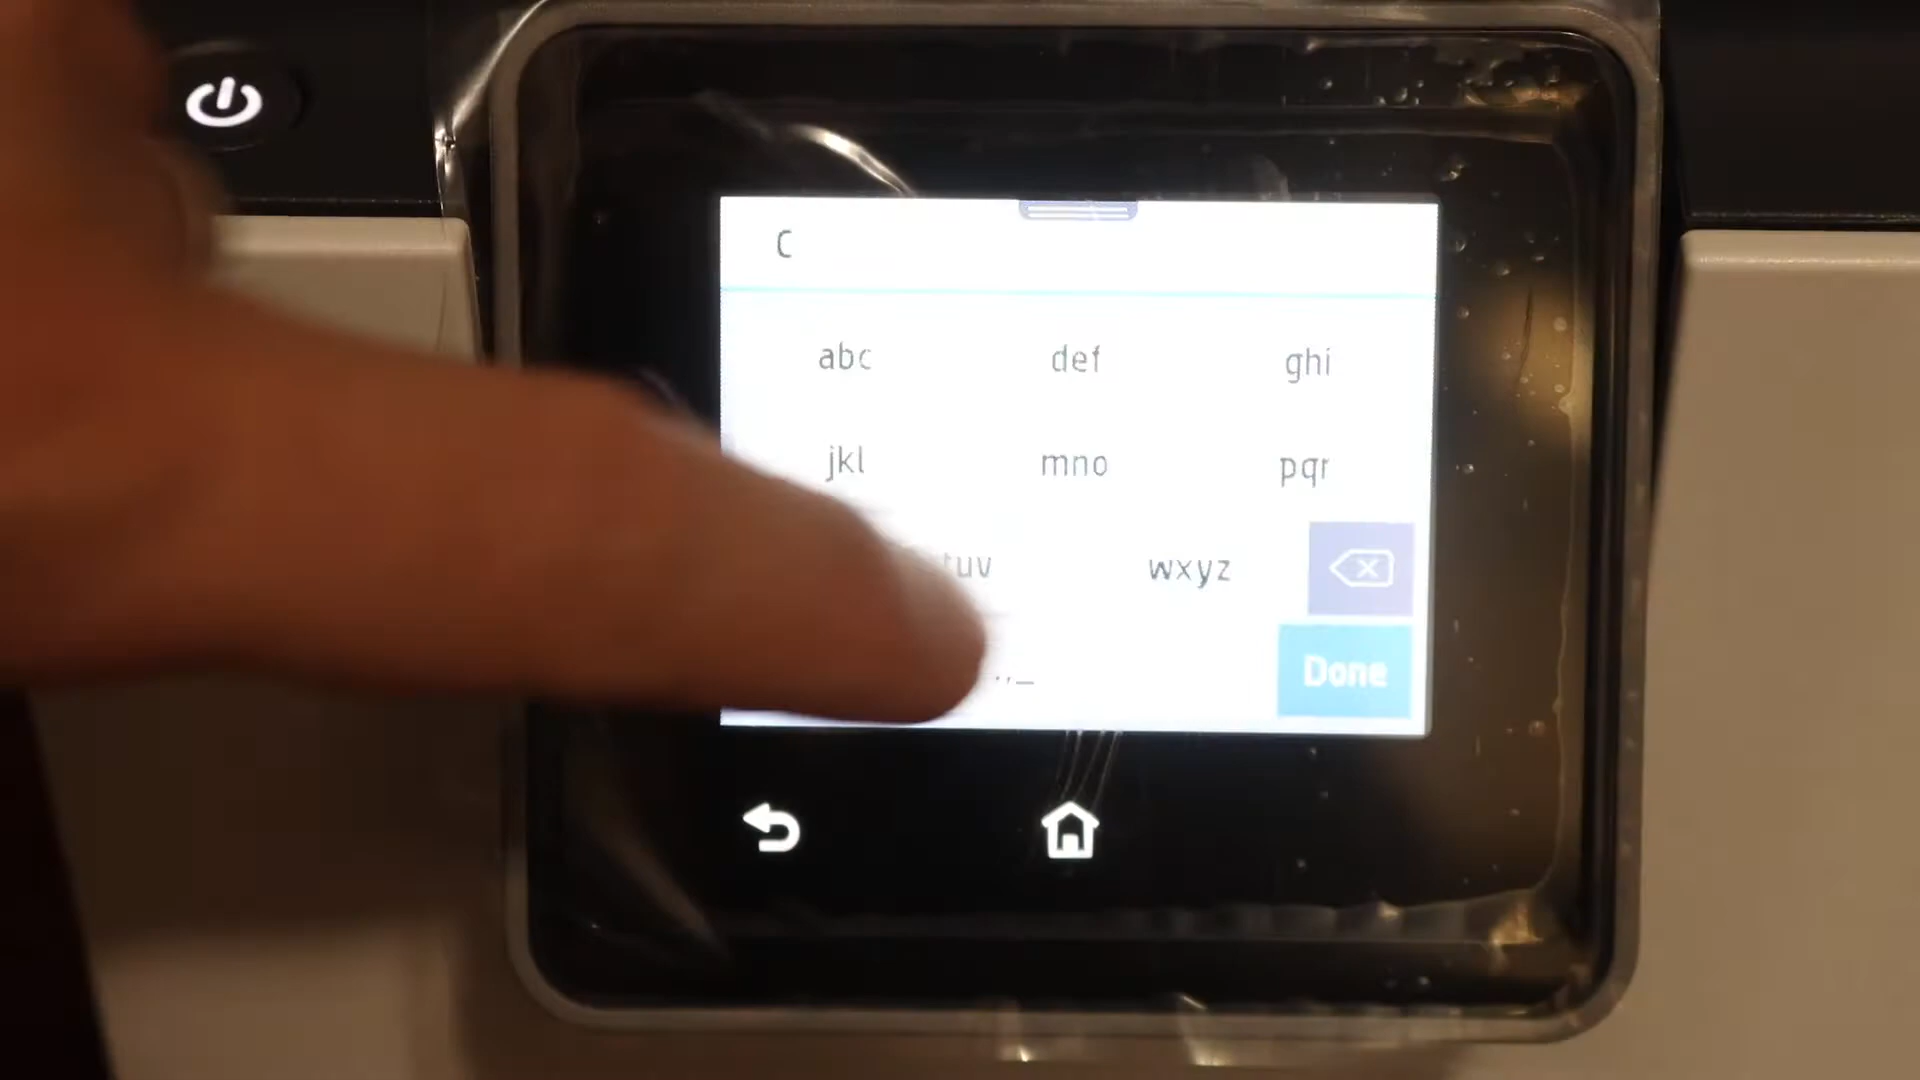 C
abc def ghi
jkl mno pqr
tuv wxyz
Done